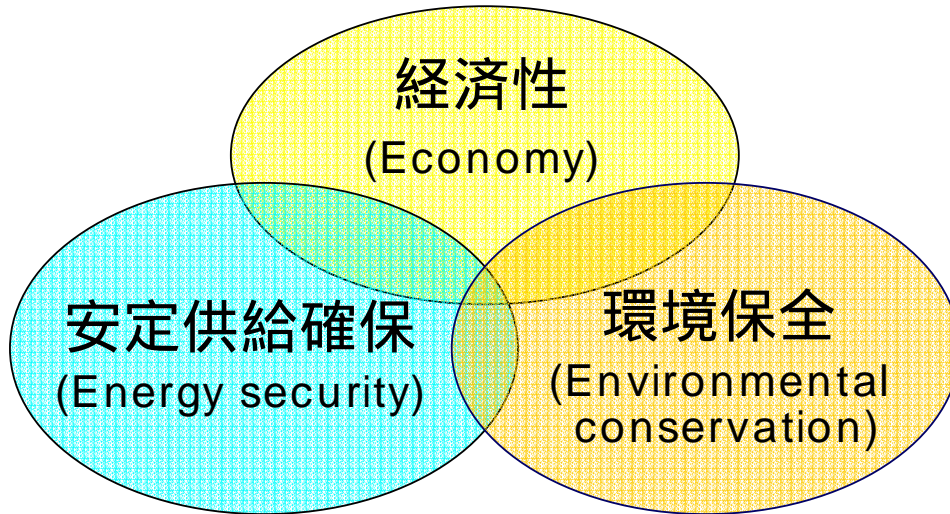 経済性
(Economy)
安定供給確保
(Energy security)
環境保全
(Environmental
conservation)